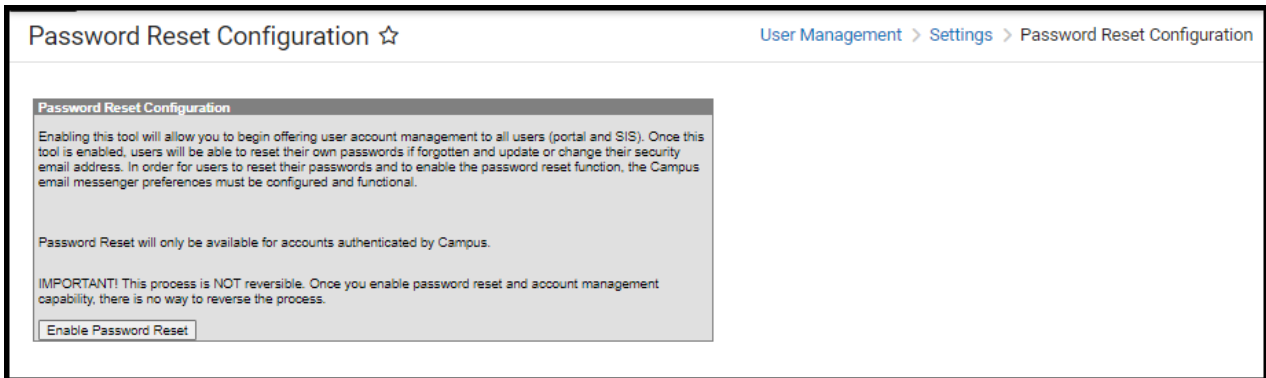 Password Reset Configuration ☆
User Management > Settings > Password Reset Configuration
Password Reset Configuration
Enabling this tool will allow you to begin offering user account management to all users (portal and SIS). Once this
tool is enabled, users will be able to reset their own passwords if forgotten and update or change their security
email address. In order for users to reset their passwords and to enable the password reset function, the Campus
email messenger preferences must be configured and functional.
Password Reset will only be available for accounts authenticated by Campus.
IMPORTANT! This process is NOT reversible. Once you enable password reset and account management
capability, there is no way to reverse the process.
Enable Password Reset